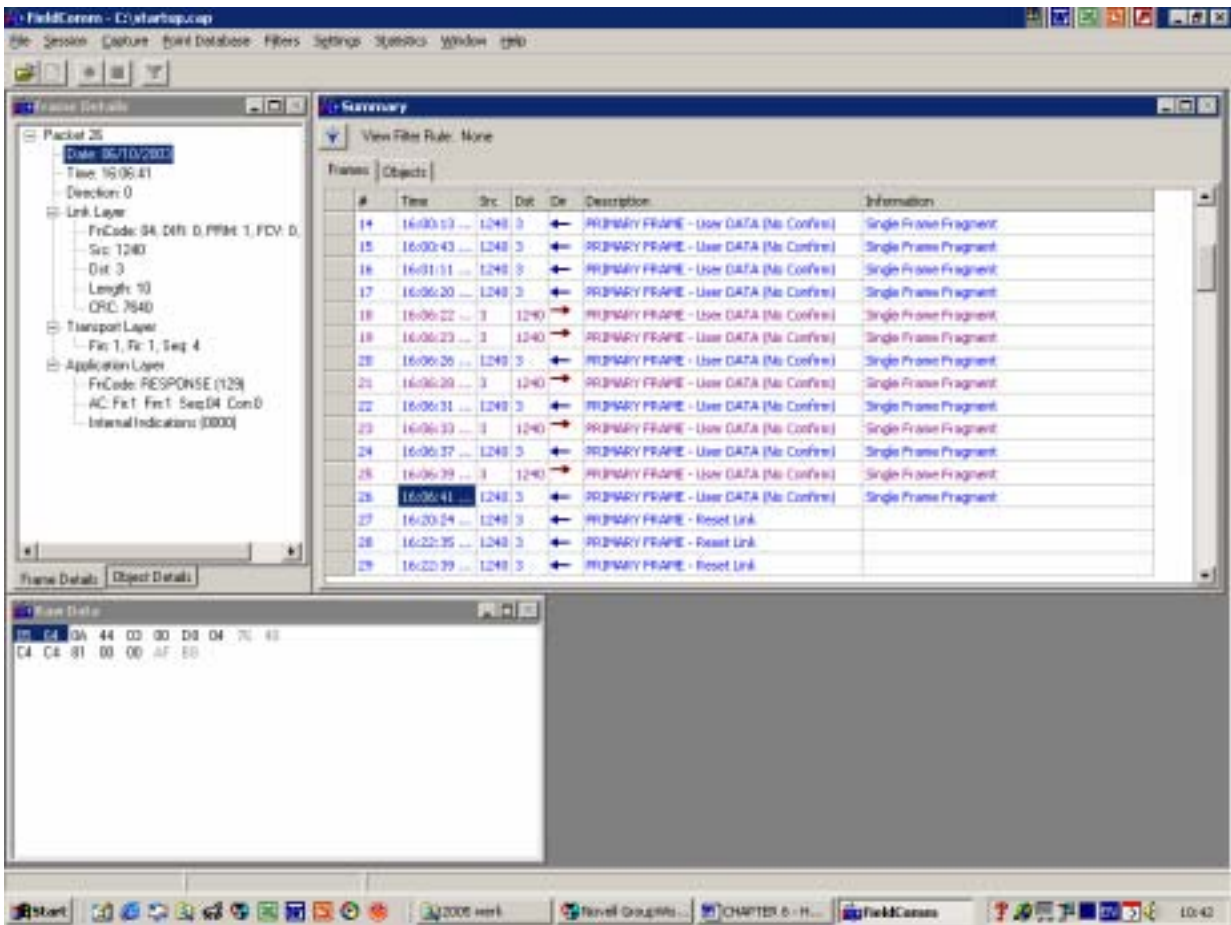 FieldComm - C:\startup.cap
File Session Capture Point Database Filters Settings Statistics Window Help
Frame Details
Packet 25
Date: 06/10/2003
Time: 16:06:41
Direction: 0
Link Layer
FnCode: 04, DIR: 0, PRM: 1, FCV: 0,
Src: 1240
Dst: 3
Length: 10
CRC: 7640
Transport Layer
Fin: 1, Fir: 1, Seq: 4
Application Layer
FnCode: RESPONSE (129)
AC: Fir:1 Fin:1 Seq:04 Con:0
Internal Indications: (0000)
Frame Details Object Details
Summary
View Filter Rule: None
Frames Objects
# Time Src Dst Dir Description Information
14 16:00:13 ... 1240 3 PRIMARY FRAME - User DATA (No Confirm) Single Frame Fragment
15 16:00:43 ... 1240 3 PRIMARY FRAME - User DATA (No Confirm) Single Frame Fragment
16 16:01:11 ... 1240 3 PRIMARY FRAME - User DATA (No Confirm) Single Frame Fragment
17 16:06:20 ... 1240 3 PRIMARY FRAME - User DATA (No Confirm) Single Frame Fragment
18 16:06:22 ... 3 1240 PRIMARY FRAME - User DATA (No Confirm) Single Frame Fragment
19 16:06:23 ... 3 1240 PRIMARY FRAME - User DATA (No Confirm) Single Frame Fragment
20 16:06:26 ... 1240 3 PRIMARY FRAME - User DATA (No Confirm) Single Frame Fragment
21 16:06:28 ... 3 1240 PRIMARY FRAME - User DATA (No Confirm) Single Frame Fragment
22 16:06:31 ... 1240 3 PRIMARY FRAME - User DATA (No Confirm) Single Frame Fragment
23 16:06:33 ... 3 1240 PRIMARY FRAME - User DATA (No Confirm) Single Frame Fragment
24 16:06:37 ... 1240 3 PRIMARY FRAME - User DATA (No Confirm) Single Frame Fragment
25 16:06:39 ... 3 1240 PRIMARY FRAME - User DATA (No Confirm) Single Frame Fragment
26 16:06:41 ... 1240 3 PRIMARY FRAME - User DATA (No Confirm) Single Frame Fragment
27 16:20:24 ... 1240 3 PRIMARY FRAME - Reset Link
28 16:22:35 ... 1240 3 PRIMARY FRAME - Reset Link
29 16:22:39 ... 1240 3 PRIMARY FRAME - Reset Link
Raw Data
05 64 0A 44 03 00 D8 04 7C 40
C4 C4 81 00 00 AF BB
Start 2005 werk Novell GroupWis... CHAPTER 6 - H... FieldComm 10:42